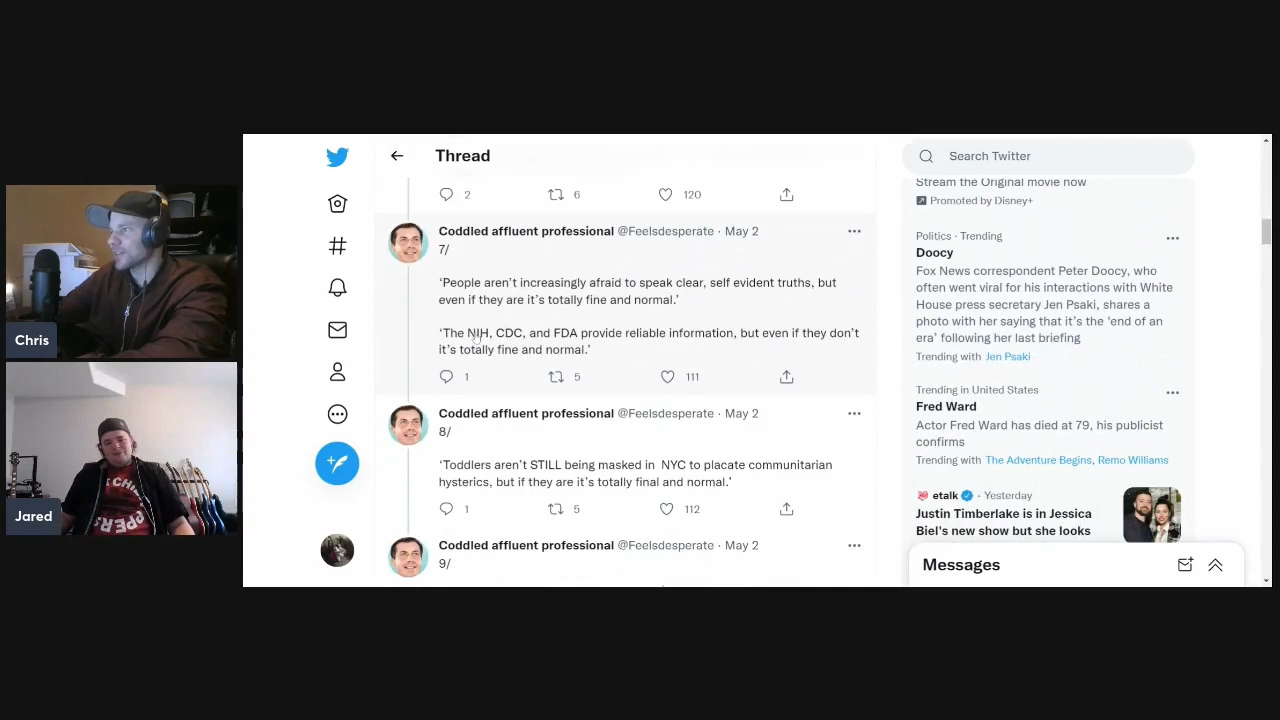 Chris
Jared
Thread
2
6
120
Coddled affluent professional @Feelsdesperate · May 2
7/
‘People aren’t increasingly afraid to speak clear, self evident truths, but
even if they are it’s totally fine and normal.’
‘The NIH, CDC, and FDA provide reliable information, but even if they don’t
it’s totally fine and normal.’
1
5
111
Coddled affluent professional @Feelsdesperate · May 2
8/
‘Toddlers aren’t STILL being masked in NYC to placate communitarian
hysterics, but if they are it’s totally final and normal.’
1
5
112
Coddled affluent professional @Feelsdesperate · May 2
9/
Search Twitter
Stream the Original movie now
Promoted by Disney+
Politics · Trending
Doocy
Fox News correspondent Peter Doocy, who
often went viral for his interactions with White
House press secretary Jen Psaki, shares a
photo with her saying that it’s the ‘end of an
era’ following her last briefing
Trending with Jen Psaki
Trending in United States
Fred Ward
Actor Fred Ward has died at 79, his publicist
confirms
Trending with The Adventure Begins, Remo Williams
etalk · Yesterday
Justin Timberlake is in Jessica
Biel's new show but she looks
Messages